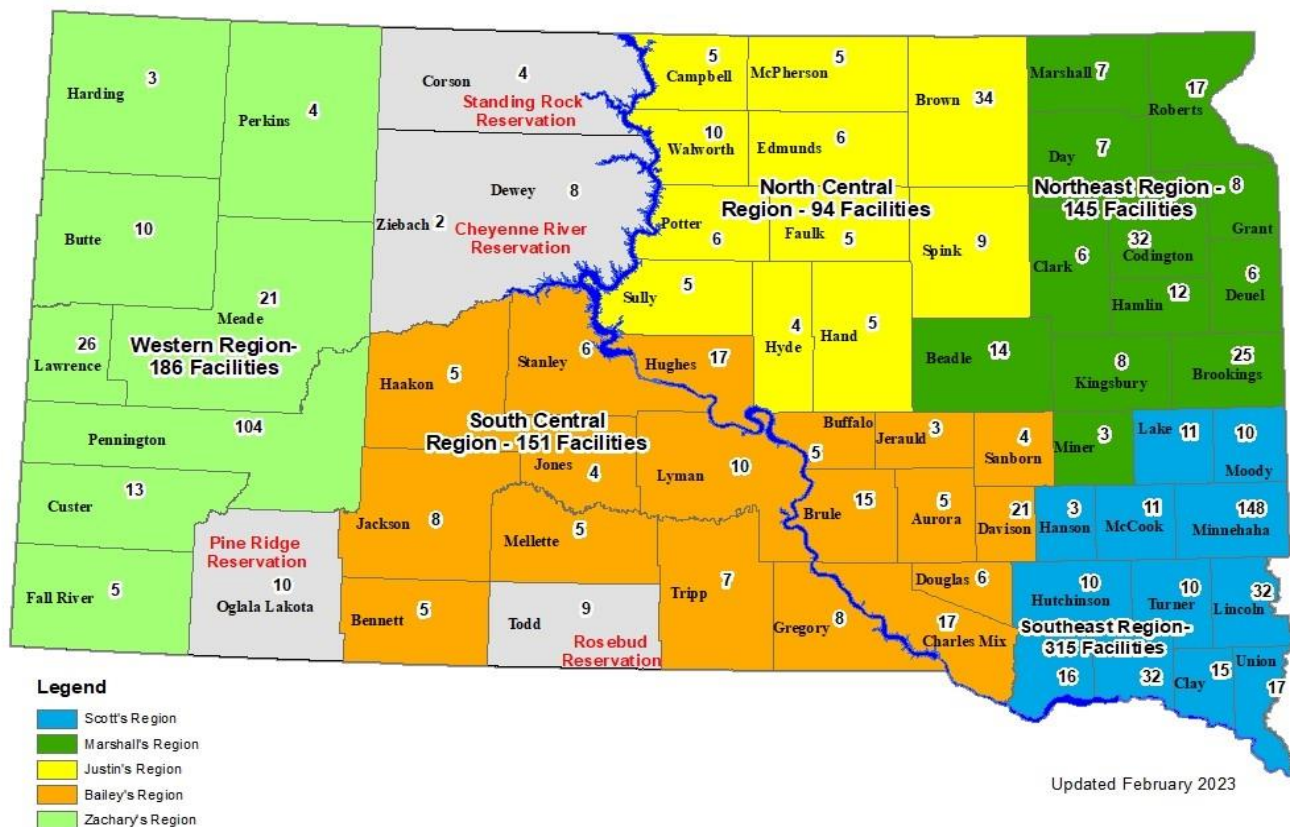 Harding 3
Perkins 4
Corson 4
Standing Rock
Reservation
Campbell 5
McPherson 5
Brown 34
Marshall 7
Roberts 17
Walworth 10
Edmunds 6
Day 7
Butte 10
Ziebach 2
Dewey 8
Cheyenne River
Reservation
North Central
Region - 94 Facilities
Northeast Region -
145 Facilities
Grant 8
Potter 6
Faulk 5
Spink 9
Clark 6
Codington 32
Hamlin 12
Deuel 6
Meade 21
Lawrence 26
Western Region-
186 Facilities
Sully 5
Hyde 4
Hand 5
Beadle 14
Kingsbury 8
Brookings 25
Haakon 5
Stanley 6
Hughes 17
South Central
Region - 151 Facilities
Pennington 104
Jones 4
Lyman 10
Buffalo 5
Jerauld 3
Sanborn 4
Miner 3
Lake 11
Moody 10
Custer 13
Jackson 8
Mellette 5
Brule 15
Aurora 5
Davison 21
Hanson 3
McCook 11
Minnehaha 148
Pine Ridge
Reservation
10
Oglala Lakota
Fall River 5
Bennett 5
Todd 9
Rosebud
Reservation
Tripp 7
Gregory 8
Douglas 6
Charles Mix 17
Hutchinson 10
Turner 10
Lincoln 32
Southeast Region-
315 Facilities
16
32
Clay 15
Union 17
Legend
Scott's Region
Marshall's Region
Justin's Region
Bailey's Region
Zachary's Region
Updated February 2023